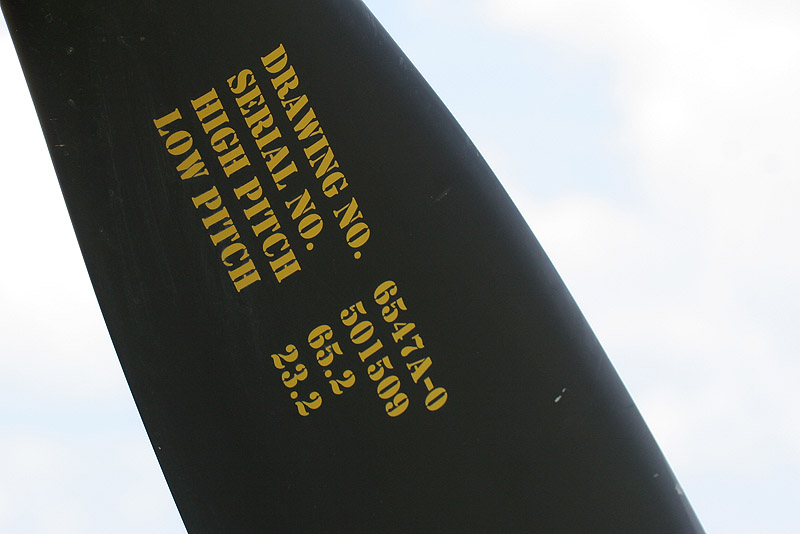 DRAWING NO. 6547A-0
SERIAL NO. 501509
HIGH PITCH 65.2
LOW PITCH 23.2